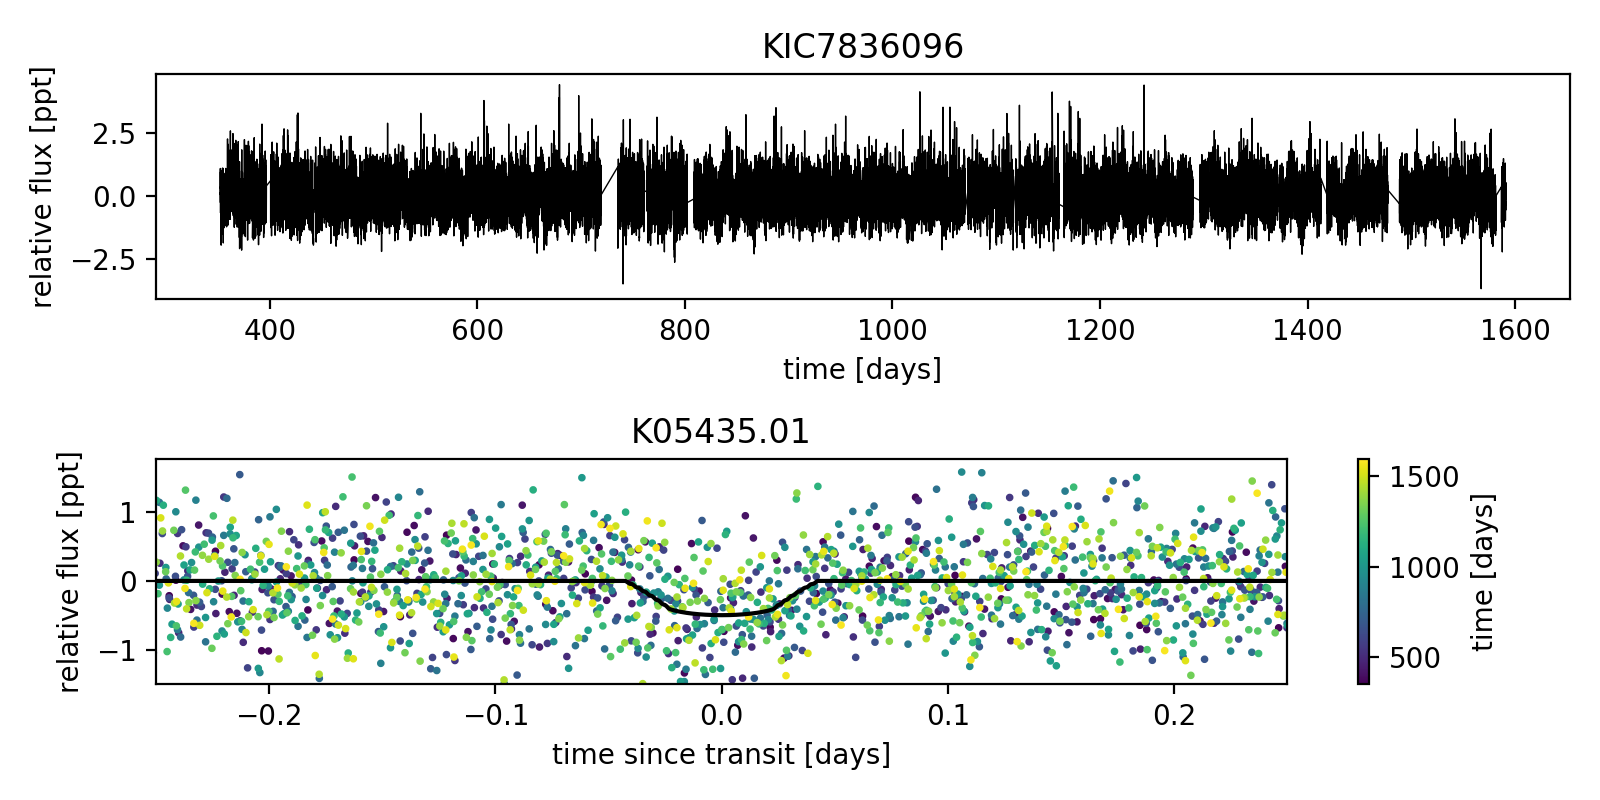 KIC7836096
relative flux [ppt]
2.5
0.0
−2.5
400 600 800 1000 1200 1400 1600
time [days]
K05435.01
relative flux [ppt]
1
0
−1
−0.2 −0.1 0.0 0.1 0.2
time since transit [days]
1500
1000
500
time [days]